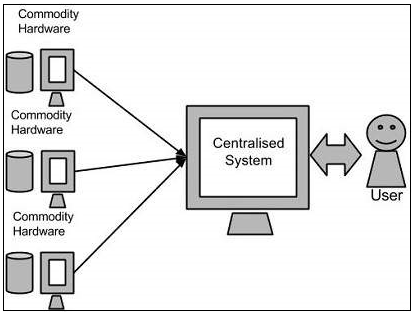 Commodity
Hardware
Commodity
Hardware
Centralised
System
User
Commodity
Hardware